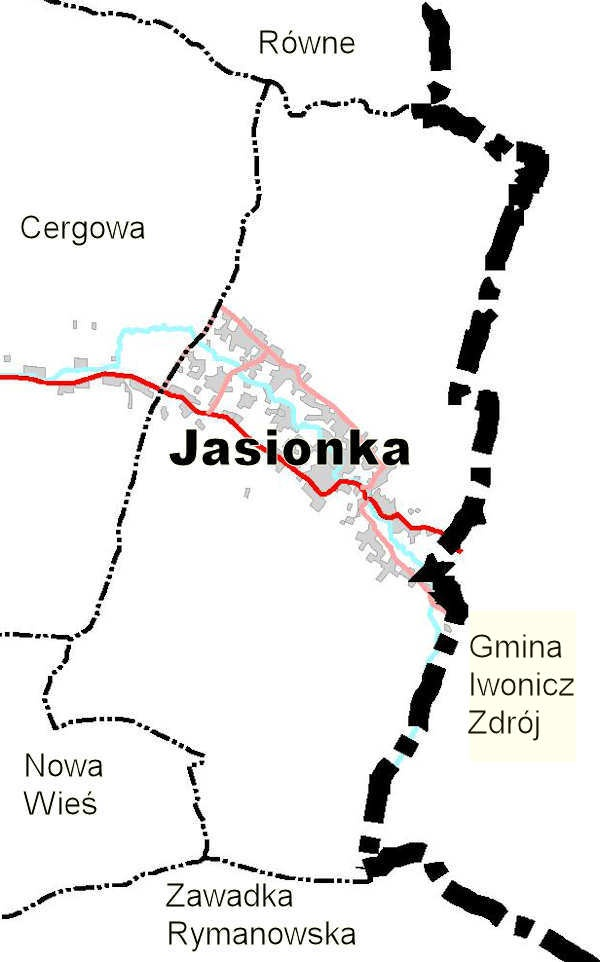 Równe
Cergowa
Jasionka
Gmina
Iwonicz
Zdrój
Nowa
Wieś
Zawadka
Rymanowska